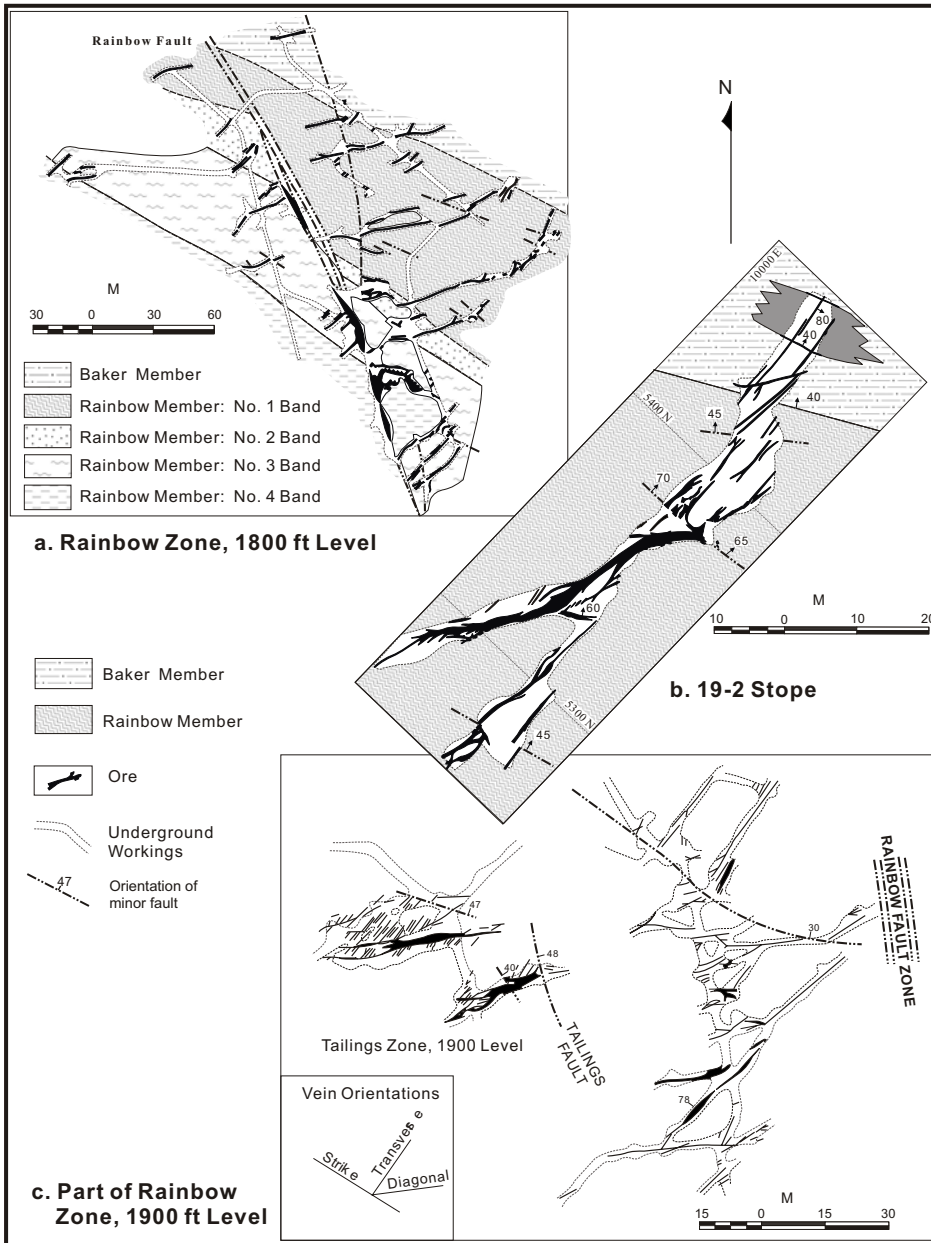 Rainbow Fault
M
30 0 30 60
Baker Member
Rainbow Member: No. 1 Band
Rainbow Member: No. 2 Band
Rainbow Member: No. 3 Band
Rainbow Member: No. 4 Band
a. Rainbow Zone, 1800 ft Level
N
10000 E
80
40
40
5400 N
45
70
65
60
5300 N
45
M
10 0 10 20
b. 19-2 Stope
Baker Member
Rainbow Member
Ore
Underground
Workings
47
Orientation of
minor fault
47
48
40
TAILINGS
FAULT
Tailings Zone, 1900 Level
30
RAINBOW FAULT
ZONE
78
Vein Orientations
Strike
Transvese e
Diagonal
M
15 0 15 30
c. Part of Rainbow
Zone, 1900 ft Level